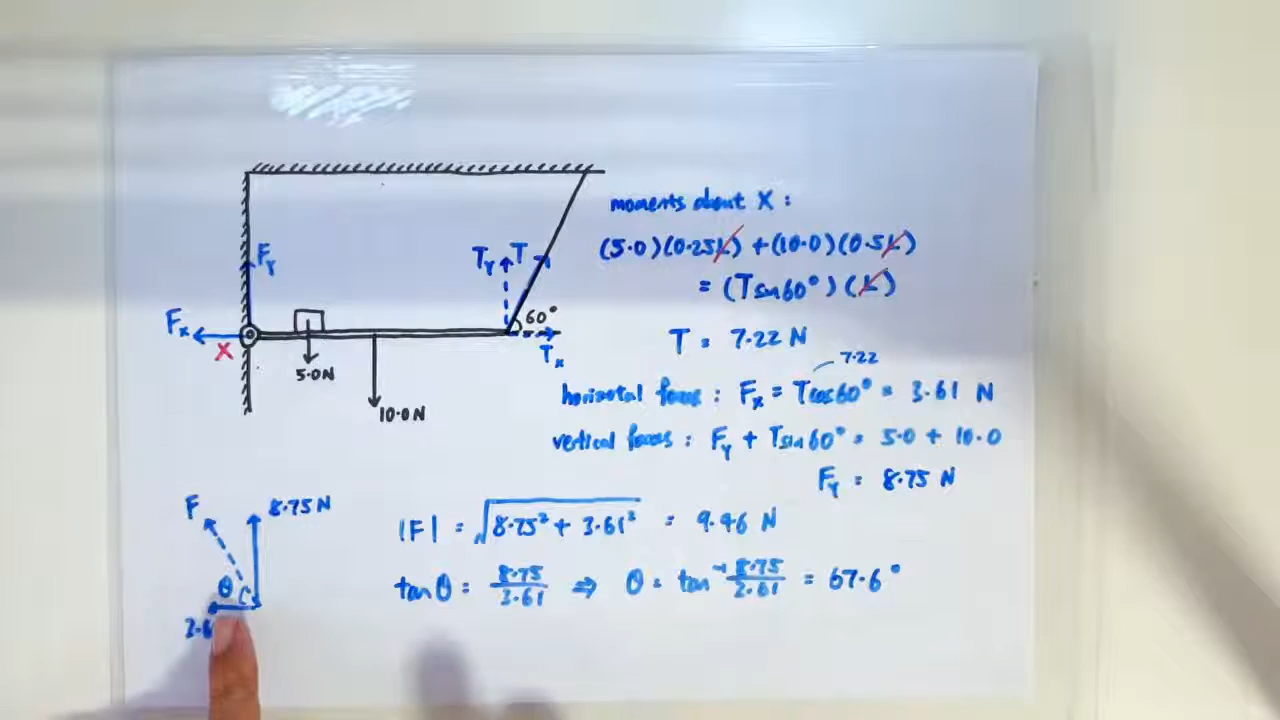 moments about X :
(5.0)(0.25L) + (10.0)(0.5L)
= (T sin 60°) (L)
T = 7.22 N
7.22
horizontal forces : Fx = T cos 60° = 3.61 N
vertical forces : Fy + T sin 60° = 5.0 + 10.0
Fy = 8.75 N
Fy
Ty T
Fx
X
60°
Tx
5.0N
10.0N
F
8.75 N
θ
|F| = √8.75² + 3.61² = 9.46 N
tan θ = 8.75/3.61 ⇒ θ = tan⁻¹ 8.75/3.61 = 67.6°